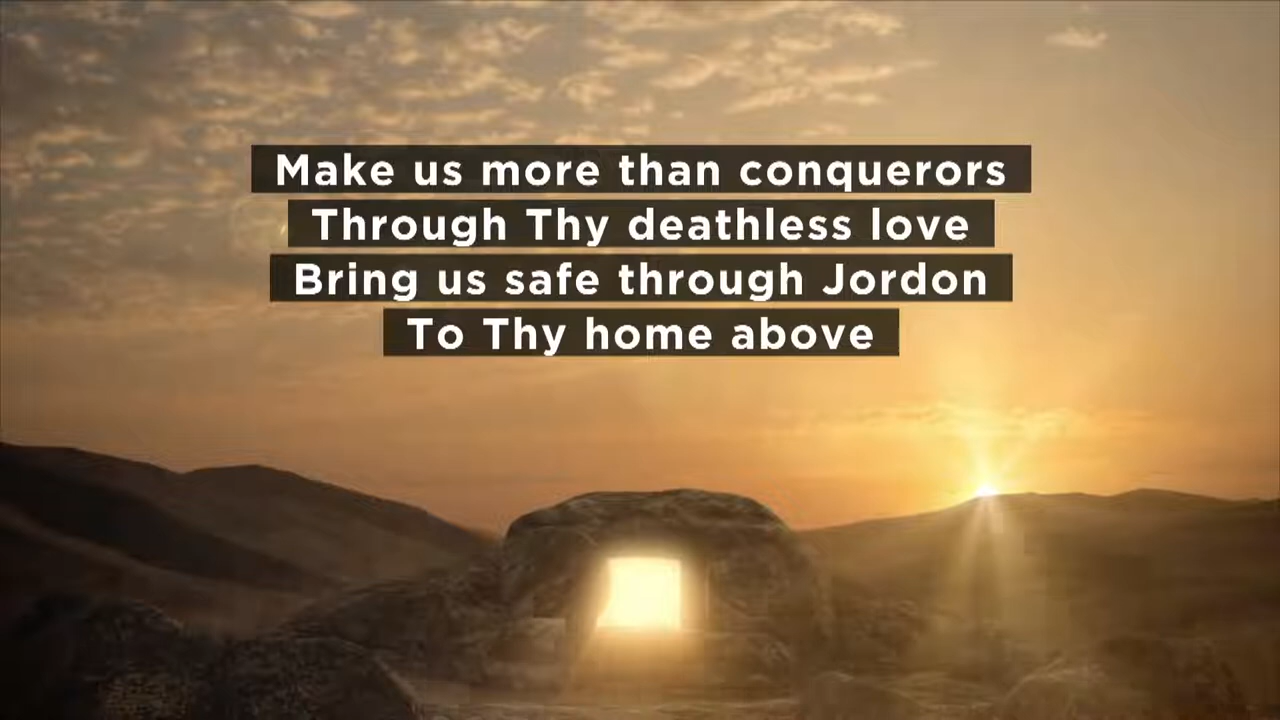 Make us more than conquerors
Through Thy deathless love
Bring us safe through Jordon
To Thy home above